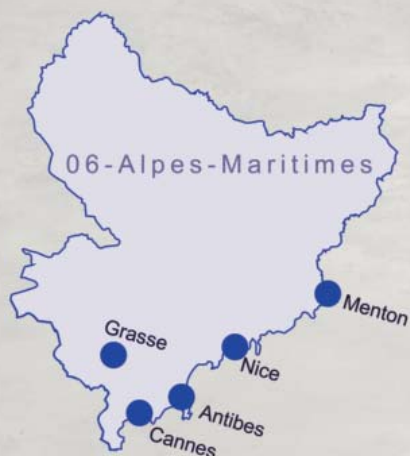 06-Alpes-Maritimes
Menton
Grasse
Nice
Antibes
Cannes